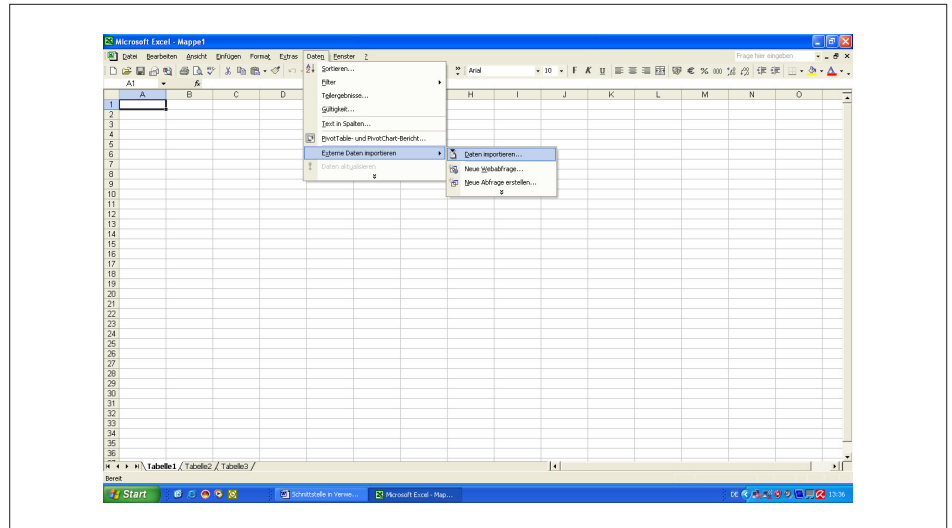 Microsoft Excel - Mappe1
Datei Bearbeiten Ansicht Einfügen Format Extras Daten Fenster ? Frage hier eingeben
Arial 10 F K U € % 000
A1 fx
A B C D H I J K L M N O
Sortieren...
Filter
Teilergebnisse...
Gültigkeit...
Text in Spalten...
PivotTable- und PivotChart-Bericht...
Externe Daten importieren
Daten aktualisieren
Daten importieren...
Neue Webabfrage...
Neue Abfrage erstellen...
1
2
3
4
5
6
7
8
9
10
11
12
13
14
15
16
17
18
19
20
21
22
23
24
25
26
27
28
29
30
31
32
33
34
35
36
Tabelle1 / Tabelle2 / Tabelle3 /
Bereit
Start Schnittstelle in Verwe... Microsoft Excel - Map... DE 13:36